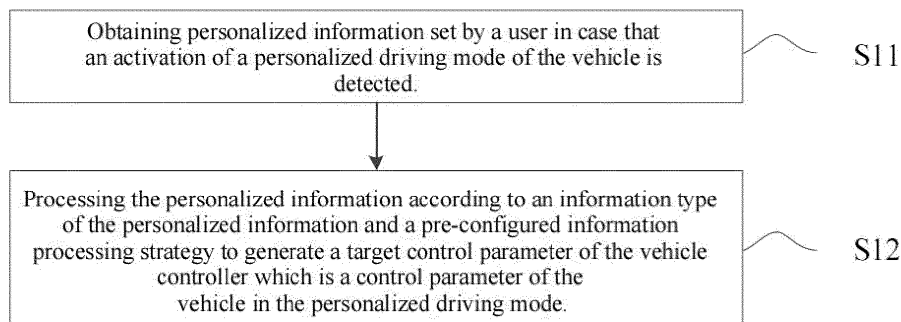 Obtaining personalized information set by a user in case that
an activation of a personalized driving mode of the vehicle is
detected.
S11
Processing the personalized information according to an information type
of the personalized information and a pre-configured information
processing strategy to generate a target control parameter of the vehicle
controller which is a control parameter of the
vehicle in the personalized driving mode.
S12